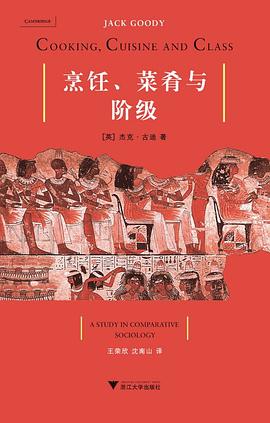 JACK GOODY
CAMBRIDGE
COOKING, CUISINE AND CLASS
烹饪、菜肴与
阶级
[英] 杰克·古迪 著
A STUDY IN COMPARATIVE
SOCIOLOGY
王荣欣 沈南山 译
浙江大学出版社